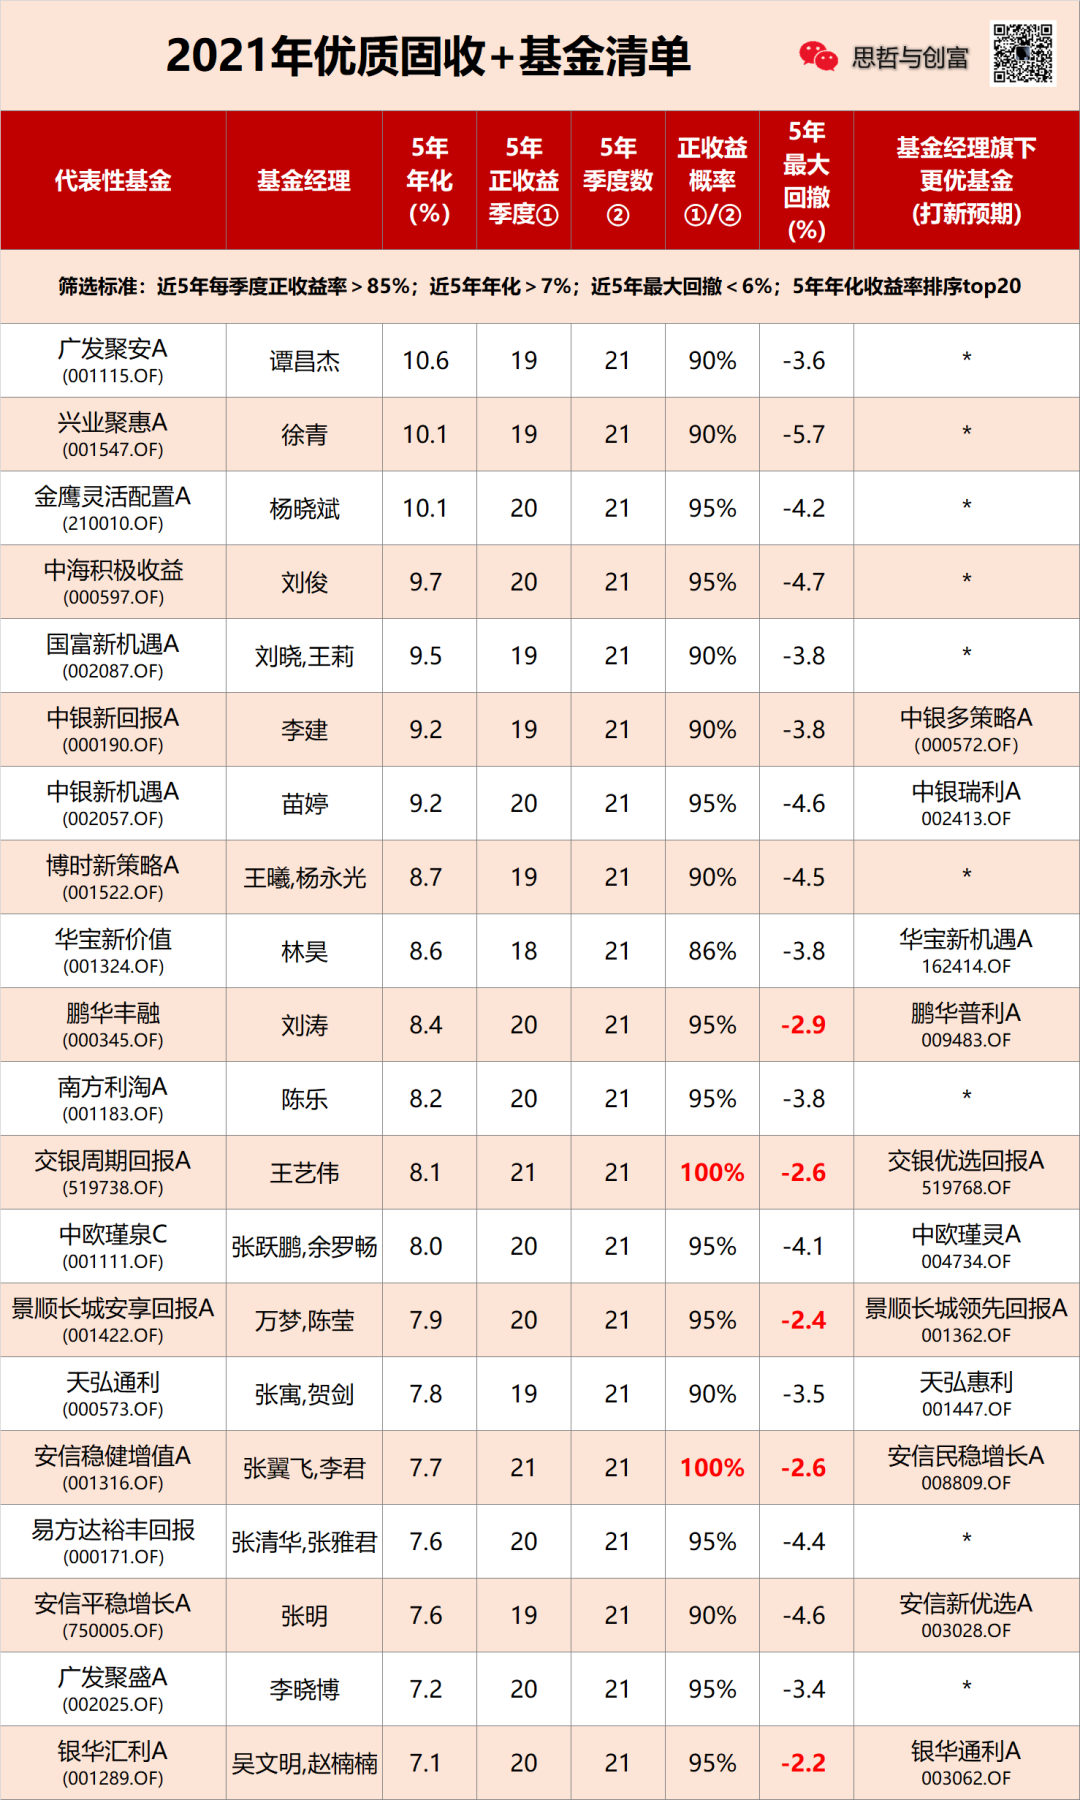 2021年优质固收+基金清单
思哲与创富
代表性基金 基金经理 5年年化(%) 5年正收益季度① 5年季度数② 正收益概率①/② 5年最大回撤(%) 基金经理旗下更优基金(打新预期)
筛选标准：近5年每季度正收益率＞85%；近5年年化＞7%；近5年最大回撤＜6%；5年年化收益率排序top20
广发聚安A
(001115.OF) 谭昌杰 10.6 19 21 90% -3.6 *
兴业聚惠A
(001547.OF) 徐青 10.1 19 21 90% -5.7 *
金鹰灵活配置A
(210010.OF) 杨晓斌 10.1 20 21 95% -4.2 *
中海积极收益
(000597.OF) 刘俊 9.7 20 21 95% -4.7 *
国富新机遇A
(002087.OF) 刘晓,王莉 9.5 19 21 90% -3.8 *
中银新回报A
(000190.OF) 李建 9.2 19 21 90% -3.8 中银多策略A
（000572.OF）
中银新机遇A
(002057.OF) 苗婷 9.2 20 21 95% -4.6 中银瑞利A
002413.OF
博时新策略A
(001522.OF) 王曦,杨永光 8.7 19 21 90% -4.5 *
华宝新价值
(001324.OF) 林昊 8.6 18 21 86% -3.8 华宝新机遇A
162414.OF
鹏华丰融
(000345.OF) 刘涛 8.4 20 21 95% -2.9 鹏华普利A
009483.OF
南方利淘A
(001183.OF) 陈乐 8.2 20 21 95% -3.8 *
交银周期回报A
(519738.OF) 王艺伟 8.1 21 21 100% -2.6 交银优选回报A
519768.OF
中欧瑾泉C
(001111.OF) 张跃鹏,余罗畅 8.0 20 21 95% -4.1 中欧瑾灵A
004734.OF
景顺长城安享回报A
(001422.OF) 万梦,陈莹 7.9 20 21 95% -2.4 景顺长城领先回报A
001362.OF
天弘通利
(000573.OF) 张寓,贺剑 7.8 19 21 90% -3.5 天弘惠利
001447.OF
安信稳健增值A
(001316.OF) 张翼飞,李君 7.7 21 21 100% -2.6 安信民稳增长A
008809.OF
易方达裕丰回报
(000171.OF) 张清华,张雅君 7.6 20 21 95% -4.4 *
安信平稳增长A
(750005.OF) 张明 7.6 19 21 90% -4.6 安信新优选A
003028.OF
广发聚盛A
(002025.OF) 李晓博 7.2 20 21 95% -3.4 *
银华汇利A
(001289.OF) 吴文明,赵楠楠 7.1 20 21 95% -2.2 银华通利A
003062.OF